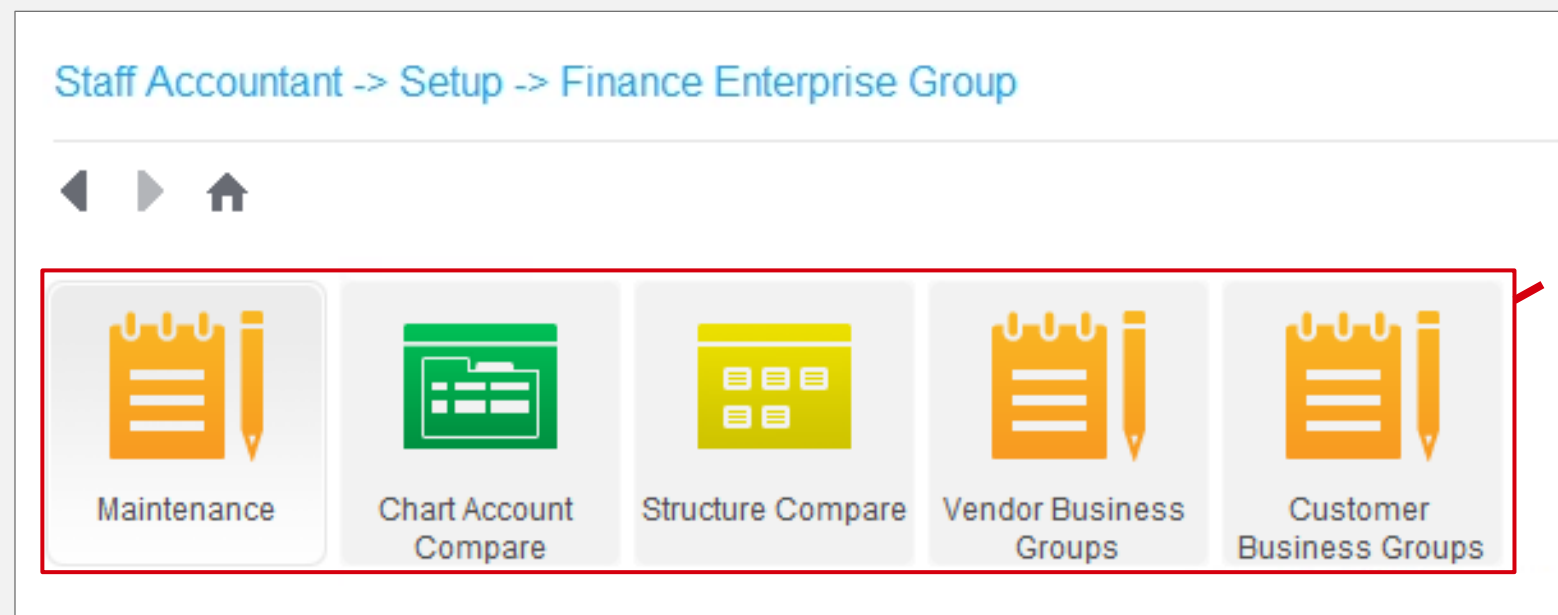 Staff Accountant -> Setup -> Finance Enterprise Group
Maintenance
Chart Account
Compare
Structure Compare
Vendor Business
Groups
Customer
Business Groups